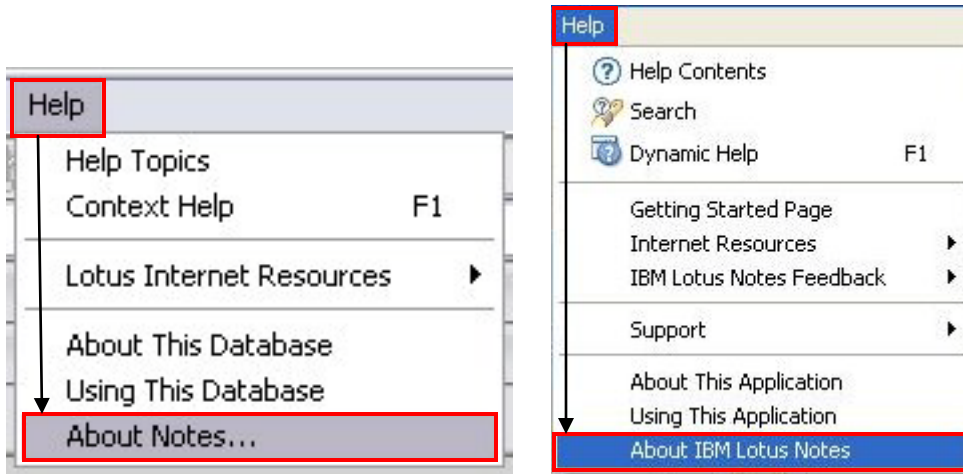 Help
Help Topics
Context Help F1
Lotus Internet Resources
About This Database
Using This Database
About Notes...
Help
Help Contents
Search
Dynamic Help F1
Getting Started Page
Internet Resources
IBM Lotus Notes Feedback
Support
About This Application
Using This Application
About IBM Lotus Notes